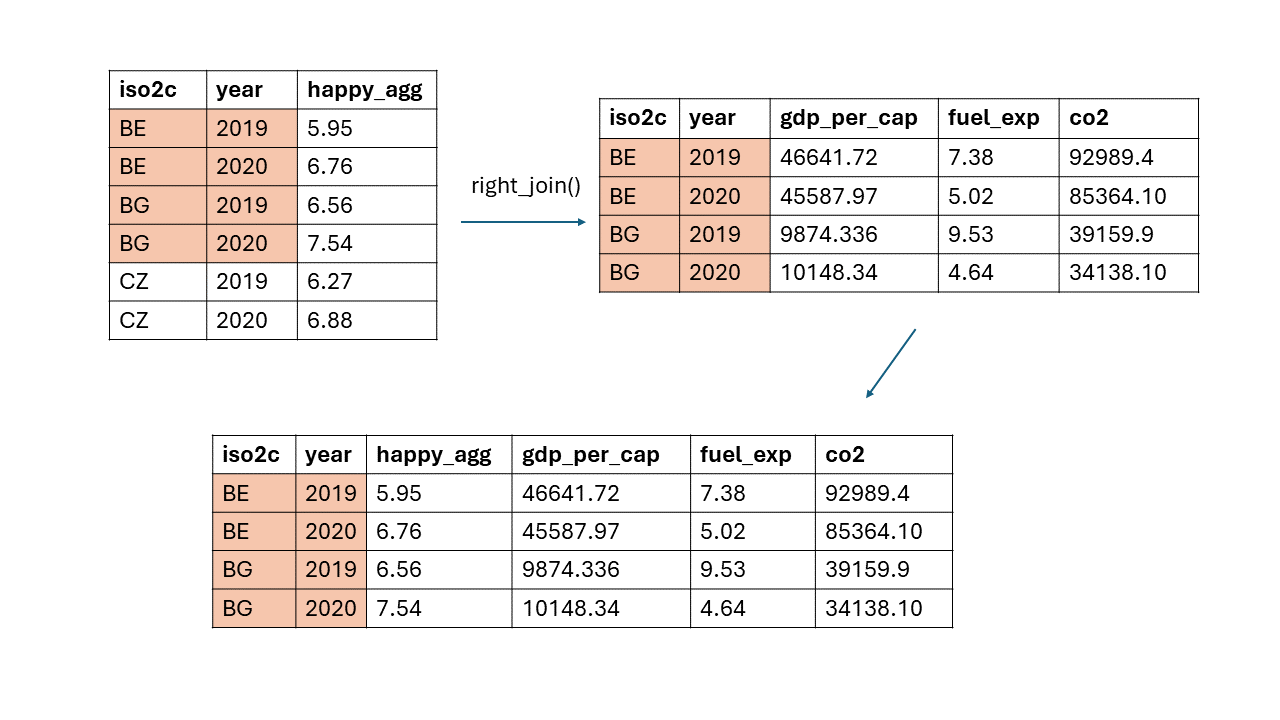 iso2c year happy_agg
BE 2019 5.95
BE 2020 6.76
BG 2019 6.56
BG 2020 7.54
CZ 2019 6.27
CZ 2020 6.88
right_join()
iso2c year gdp_per_cap fuel_exp co2
BE 2019 46641.72 7.38 92989.4
BE 2020 45587.97 5.02 85364.10
BG 2019 9874.336 9.53 39159.9
BG 2020 10148.34 4.64 34138.10
iso2c year happy_agg gdp_per_cap fuel_exp co2
BE 2019 5.95 46641.72 7.38 92989.4
BE 2020 6.76 45587.97 5.02 85364.10
BG 2019 6.56 9874.336 9.53 39159.9
BG 2020 7.54 10148.34 4.64 34138.10